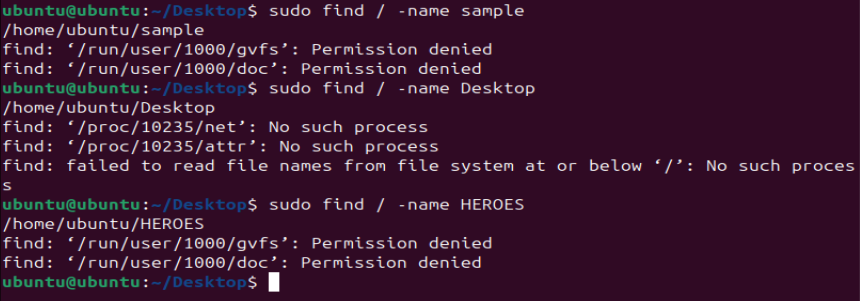 ubuntu@ubuntu:~/Desktop$ sudo find / -name sample
/home/ubuntu/sample
find: ‘/run/user/1000/gvfs’: Permission denied
find: ‘/run/user/1000/doc’: Permission denied
ubuntu@ubuntu:~/Desktop$ sudo find / -name Desktop
/home/ubuntu/Desktop
find: ‘/proc/10235/net’: No such process
find: ‘/proc/10235/attr’: No such process
find: failed to read file names from file system at or below ‘/’: No such proces
s
ubuntu@ubuntu:~/Desktop$ sudo find / -name HEROES
/home/ubuntu/HEROES
find: ‘/run/user/1000/gvfs’: Permission denied
find: ‘/run/user/1000/doc’: Permission denied
ubuntu@ubuntu:~/Desktop$